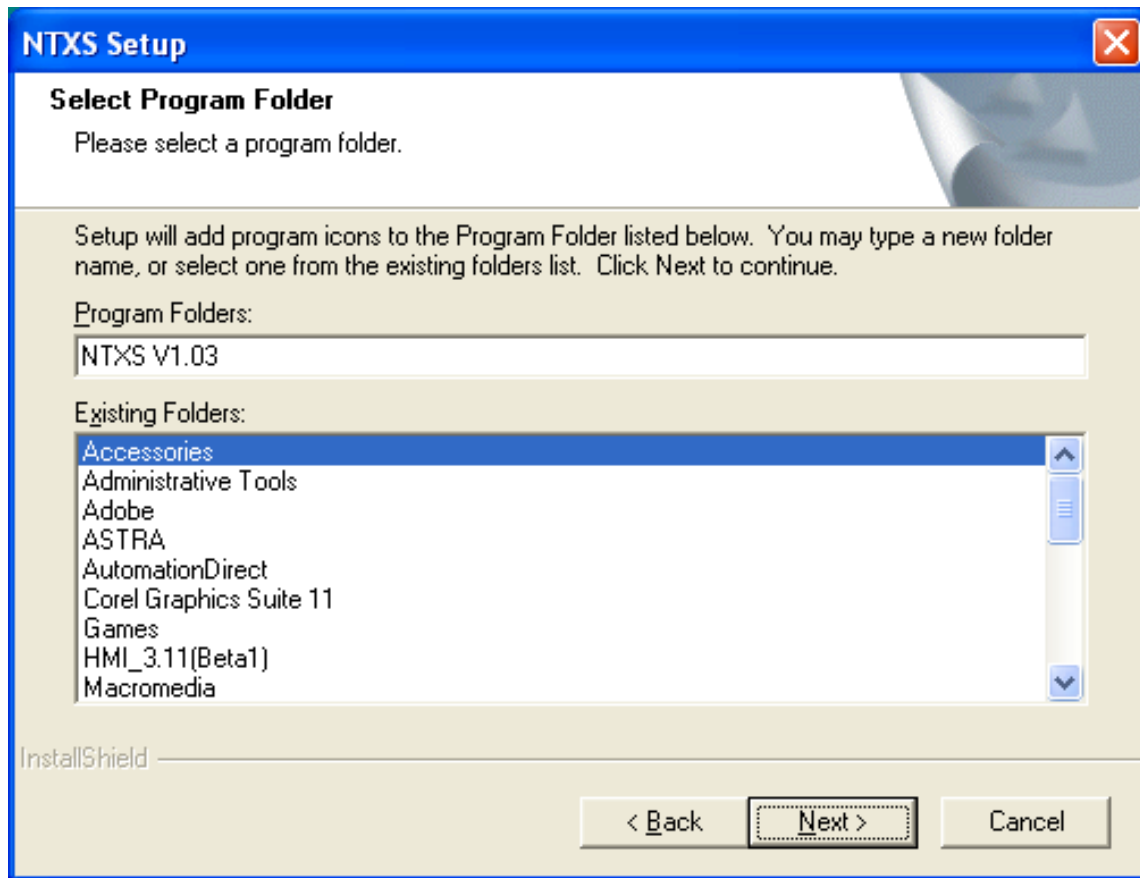 NTXS Setup
Select Program Folder
Please select a program folder.
Setup will add program icons to the Program Folder listed below.  You may type a new folder
name, or select one from the existing folders list.  Click Next to continue.
Program Folders:
NTXS V1.03
Existing Folders:
Accessories
Administrative Tools
Adobe
ASTRA
AutomationDirect
Corel Graphics Suite 11
Games
HMI_3.11(Beta1)
Macromedia
InstallShield
< Back
Next >
Cancel